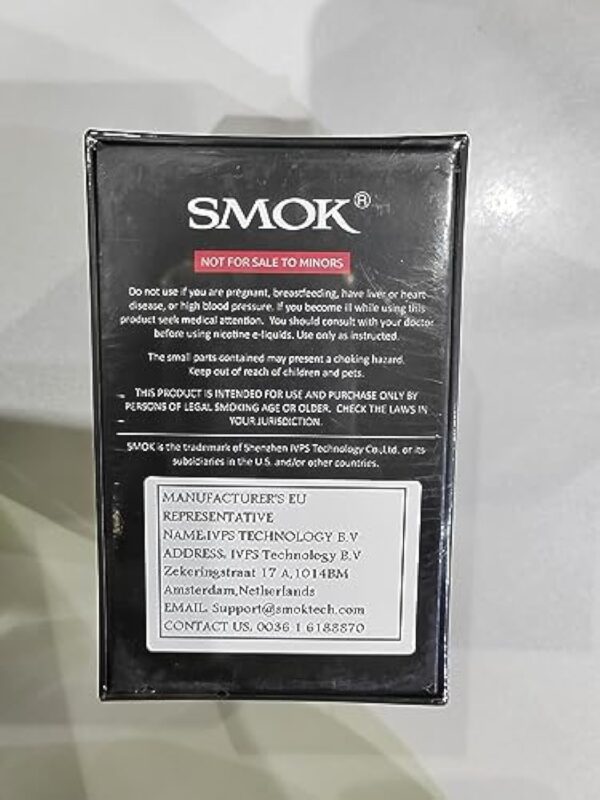 SMOK®
NOT FOR SALE TO MINORS
Do not use if you are pregnant, breastfeeding, have liver or heart
disease, or high blood pressure. If you become ill while using this
product seek medical attention. You should consult with your doctor
before using nicotine e-liquids. Use only as instructed.
The small parts contained may present a choking hazard.
Keep out of reach of children and pets.
THIS PRODUCT IS INTENDED FOR USE AND PURCHASE ONLY BY
PERSONS OF LEGAL SMOKING AGE OR OLDER. CHECK THE LAWS IN
YOUR JURISDICTION.
SMOK is the trademark of Shenzhen IVPS Technology Co.,Ltd. or its
subsidiaries in the U.S. and/or other countries.
MANUFACTURER'S EU
REPRESENTATIVE
NAME.IVPS TECHNOLOGY B.V
ADDRESS. IVPS Technology B.V
Zekeringstraat 17 A,1014BM
Amsterdam,Netherlands
EMAIL. Support@smoktech.com
CONTACT US. 0036 1 6188870